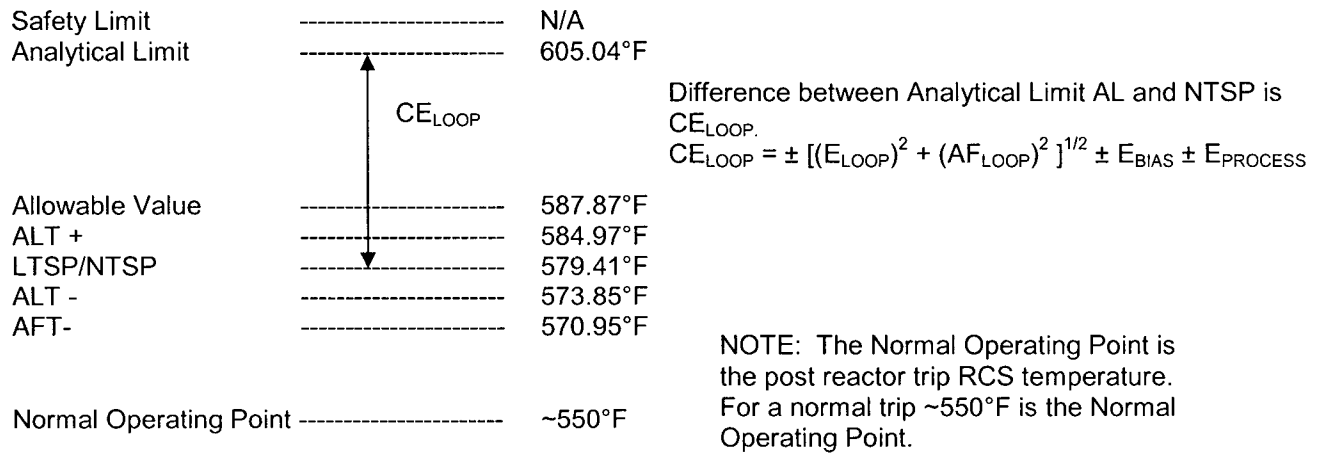 Safety Limit ---------------------- N/A
Analytical Limit ---------------------- 605.04°F
CE_LOOP
Difference between Analytical Limit AL and NTSP is
CE_LOOP.
CE_LOOP = ± [(E_LOOP)² + (AF_LOOP)² ]^1/2 ± E_BIAS ± E_PROCESS
Allowable Value ---------------------- 587.87°F
ALT + ---------------------- 584.97°F
LTSP/NTSP ---------------------- 579.41°F
ALT - ---------------------- 573.85°F
AFT- ---------------------- 570.95°F
NOTE: The Normal Operating Point is
the post reactor trip RCS temperature.
For a normal trip ~550°F is the Normal
Operating Point.
Normal Operating Point ---------------------- ~550°F